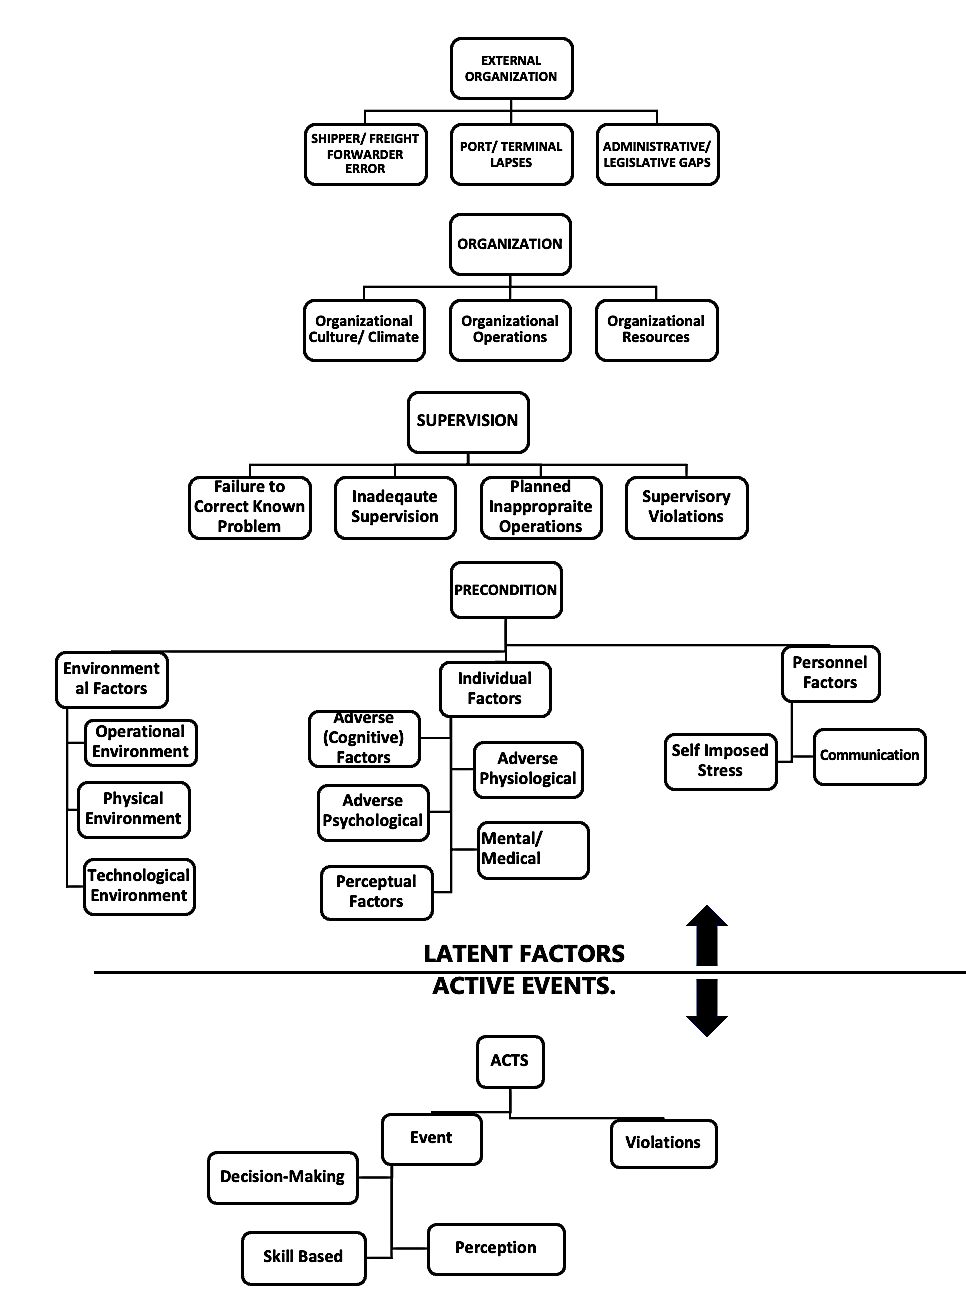 EXTERNAL
ORGANIZATION
SHIPPER/ FREIGHT
FORWARDER
ERROR
PORT/ TERMINAL
LAPSES
ADMINISTRATIVE/
LEGISLATIVE GAPS
ORGANIZATION
Organizational
Culture/ Climate
Organizational
Operations
Organizational
Resources
SUPERVISION
Failure to
Correct Known
Problem
Inadeqaute
Supervision
Planned
Inappropraite
Operations
Supervisory
Violations
PRECONDITION
Environment
al Factors
Operational
Environment
Physical
Environment
Technological
Environment
Individual
Factors
Adverse
(Cognitive)
Factors
Adverse
Physiological
Adverse
Psychological
Mental/
Medical
Perceptual
Factors
Personnel
Factors
Self Imposed
Stress
Communication
LATENT FACTORS
ACTIVE EVENTS.
ACTS
Event
Violations
Decision-Making
Skill Based
Perception